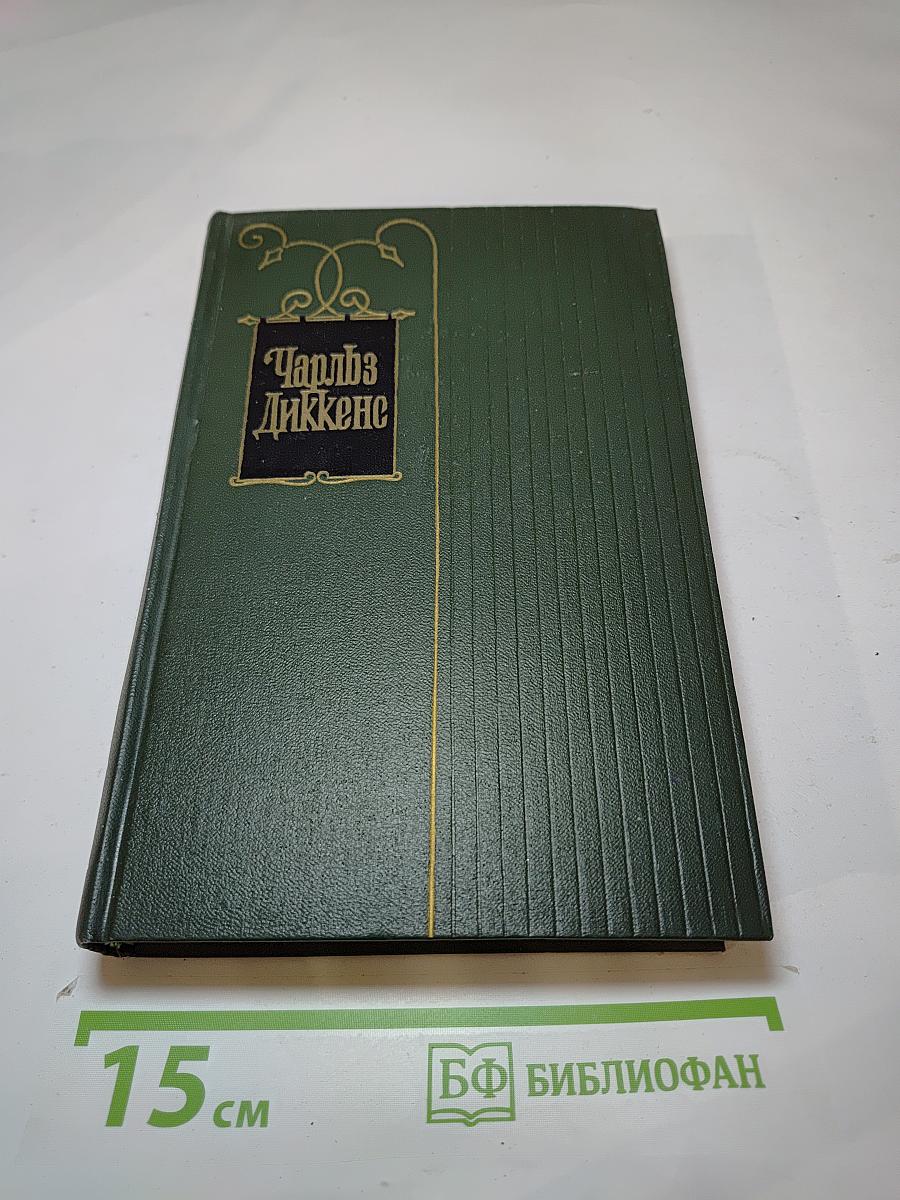 Чарльз
Диккенс
15 см
БФ БИБЛИОФАН